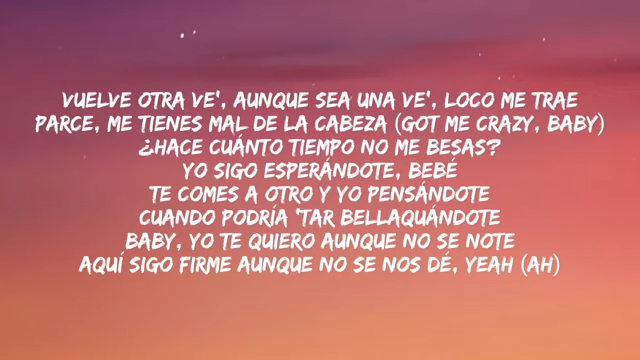 VUELVE OTRA VE', AUNQUE SEA UNA VE', LOCO ME TRAE
PARCE, ME TIENES MAL DE LA CABEZA (GOT ME CRAZY, BABY)
¿HACE CUÁNTO TIEMPO NO ME BESAS?
YO SIGO ESPERÁNDOTE, BEBÉ
TE COMES A OTRO Y YO PENSÁNDOTE
CUANDO PODRÍA 'TAR BELLAQUÁNDOTE
BABY, YO TE QUIERO AUNQUE NO SE NOTE
AQUÍ SIGO FIRME AUNQUE NO SE NOS DÉ, YEAH (AH)